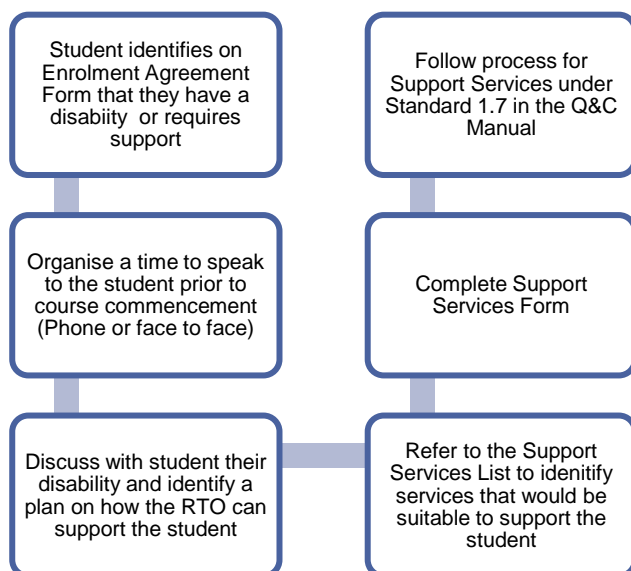 Student identifies on
Enrolment Agreement
Form that they have a
disabiity or requires
support
Organise a time to speak
to the student prior to
course commencement
(Phone or face to face)
Discuss with student their
disability and identify a
plan on how the RTO can
support the student
Refer to the Support
Services List to idenitify
services that would be
suitable to support the
student
Complete Support
Services Form
Follow process for
Support Services under
Standard 1.7 in the Q&C
Manual